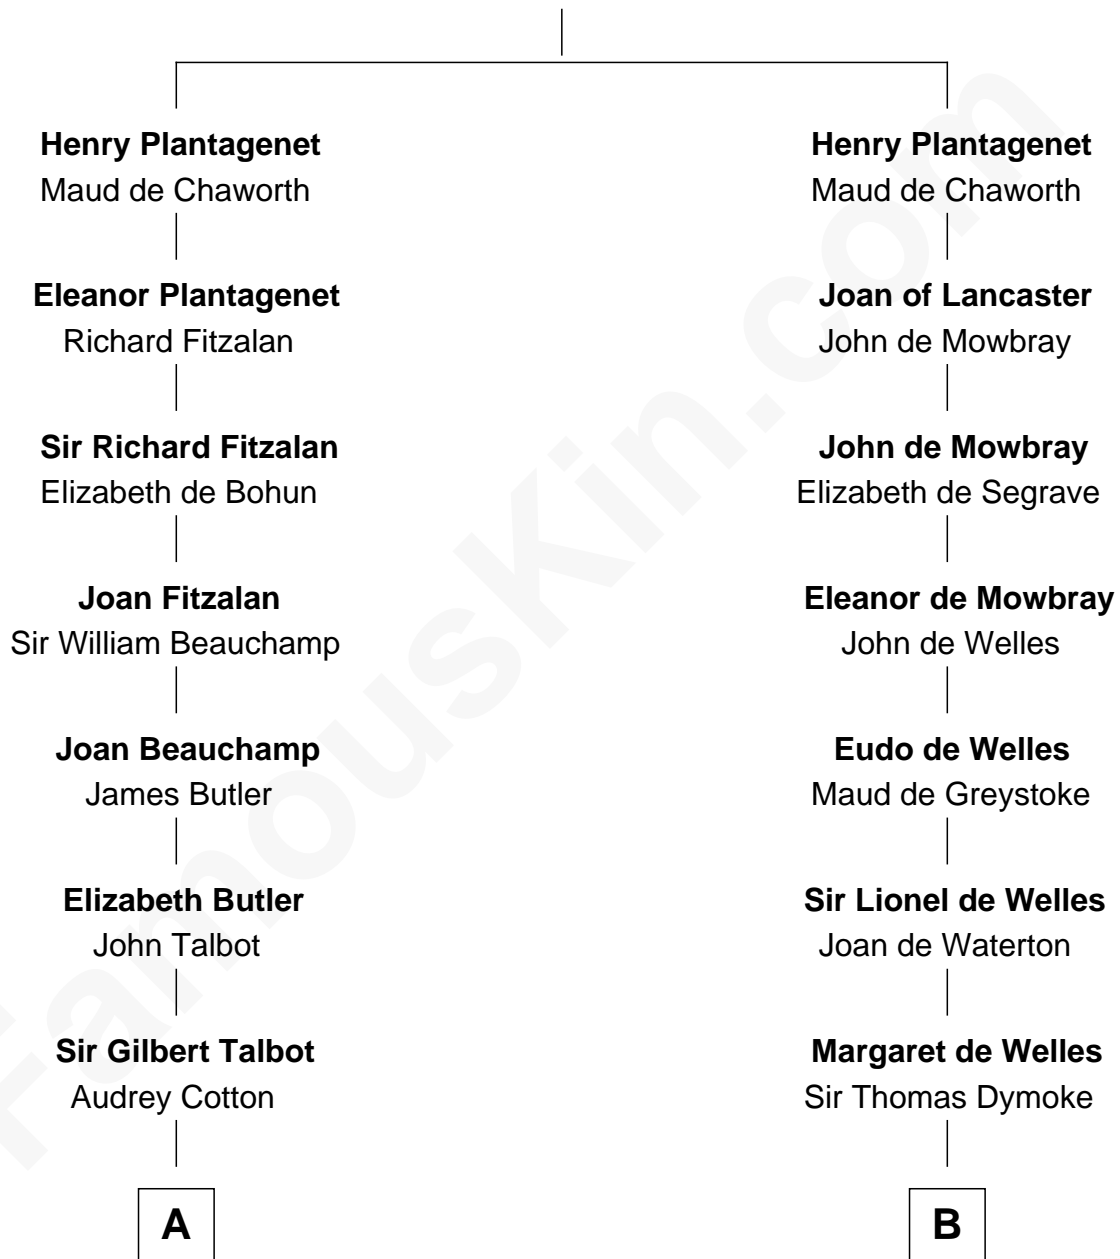 Henry Plantagenet
Maud de Chaworth
Eleanor Plantagenet
Richard Fitzalan
Sir Richard Fitzalan
Elizabeth de Bohun
Joan Fitzalan
Sir William Beauchamp
Joan Beauchamp
James Butler
Elizabeth Butler
John Talbot
Sir Gilbert Talbot
Audrey Cotton
A
Henry Plantagenet
Maud de Chaworth
Joan of Lancaster
John de Mowbray
John de Mowbray
Elizabeth de Segrave
Eleanor de Mowbray
John de Welles
Eudo de Welles
Maud de Greystoke
Sir Lionel de Welles
Joan de Waterton
Margaret de Welles
Sir Thomas Dymoke
B
FamousKin.com